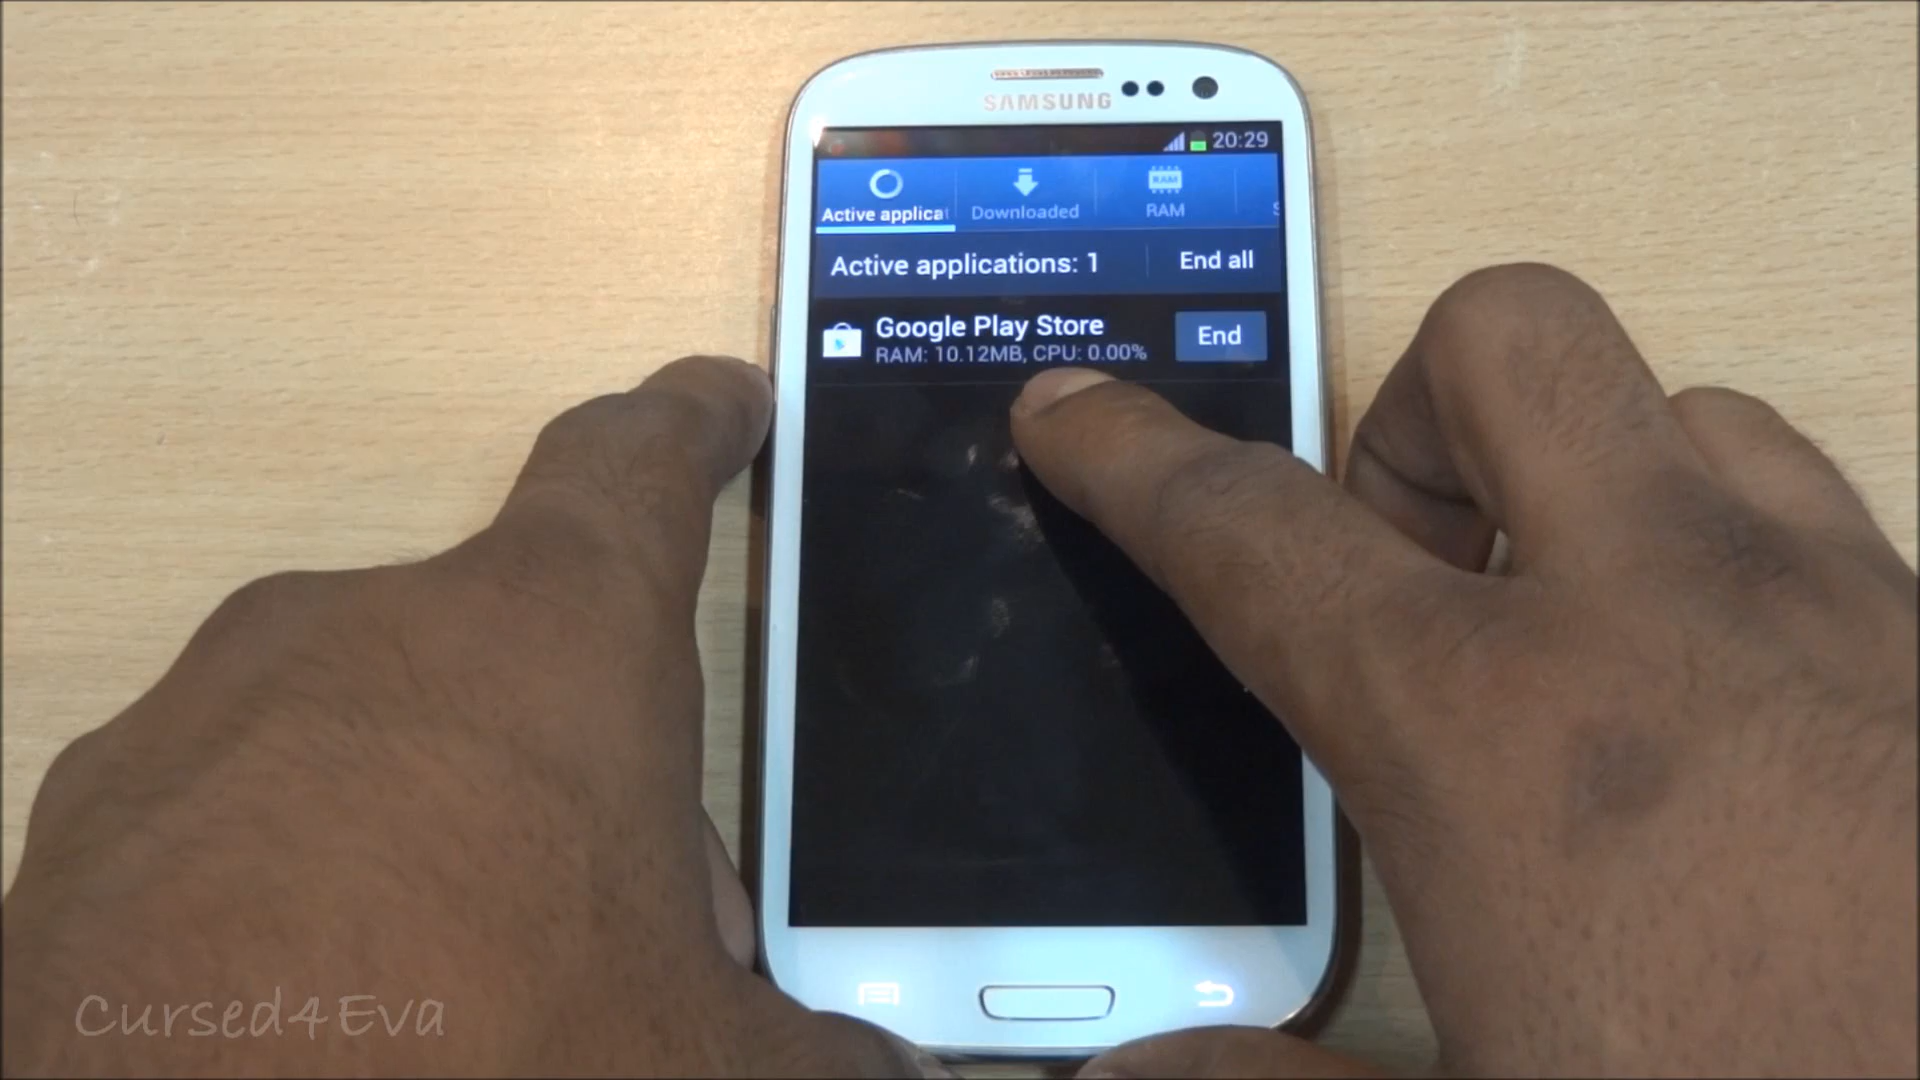 SAMSUNG
20:29
Active applicat
Downloaded
RAM
RAM
Active applications: 1
End all
Google Play Store
RAM: 10.12MB, CPU: 0.00%
End
Cursed4Eva